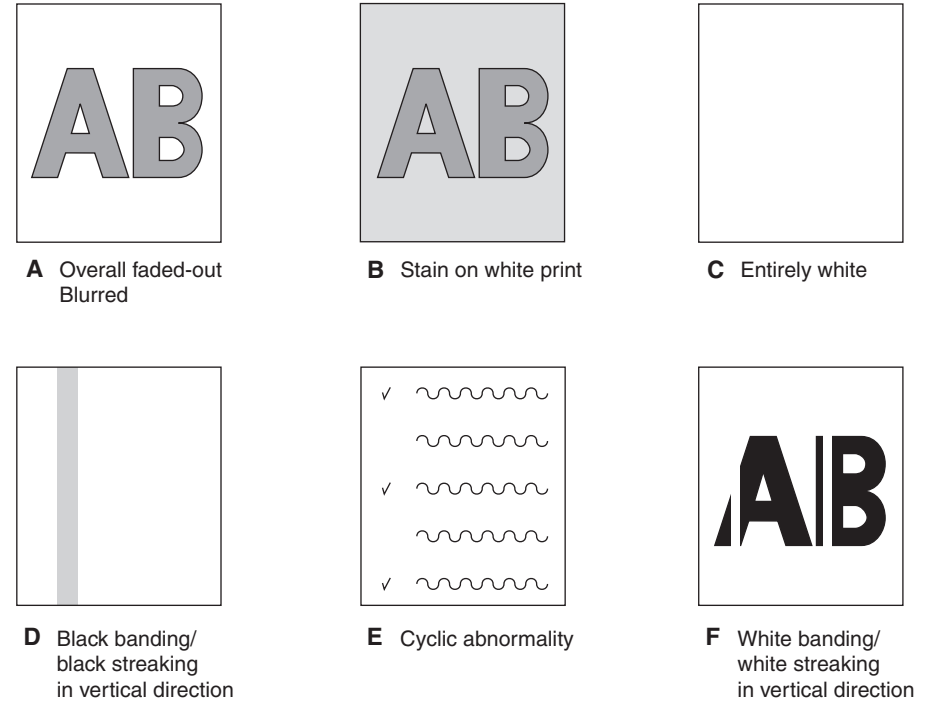 AB
AB
A Overall faded-out
Blurred
B Stain on white print
C Entirely white
AB
D Black banding/
black streaking
in vertical direction
E Cyclic abnormality
F White banding/
white streaking
in vertical direction